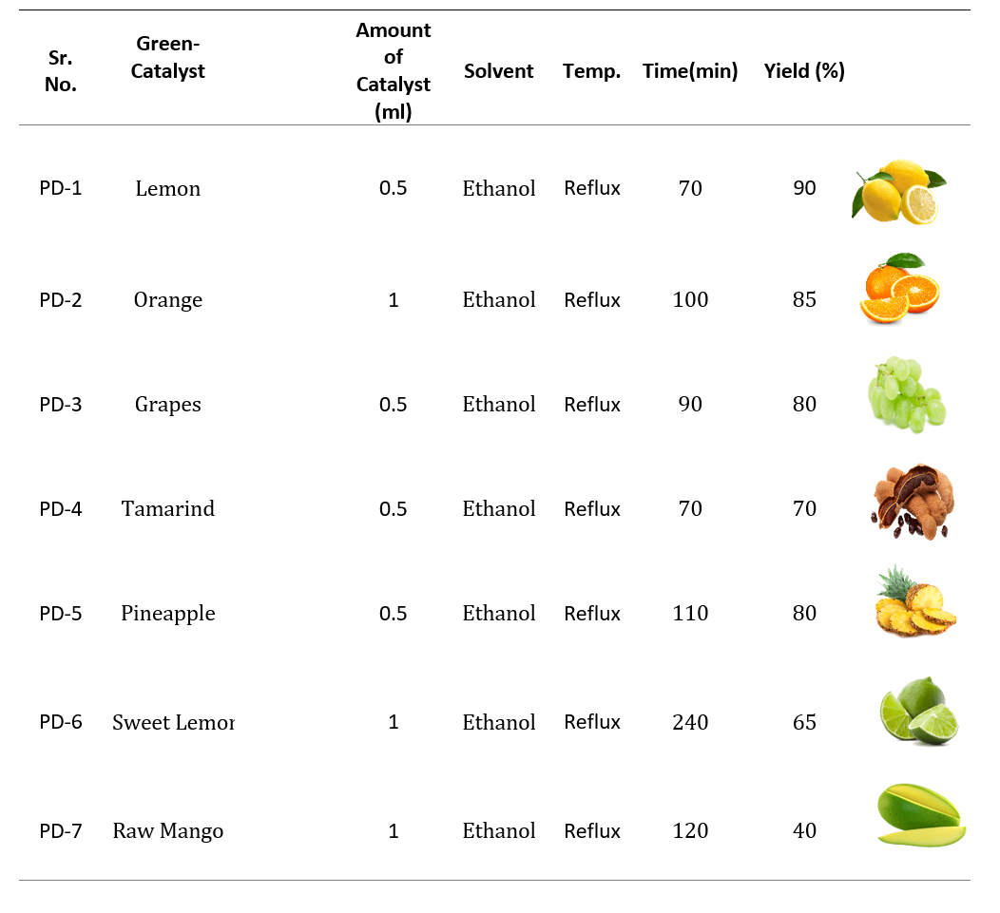 Sr. No. Green-Catalyst Amount of Catalyst (ml) Solvent Temp. Time(min) Yield (%)
PD-1 Lemon 0.5 Ethanol Reflux 70 90
PD-2 Orange 1 Ethanol Reflux 100 85
PD-3 Grapes 0.5 Ethanol Reflux 90 80
PD-4 Tamarind 0.5 Ethanol Reflux 70 70
PD-5 Pineapple 0.5 Ethanol Reflux 110 80
PD-6 Sweet Lemon 1 Ethanol Reflux 240 65
PD-7 Raw Mango 1 Ethanol Reflux 120 40